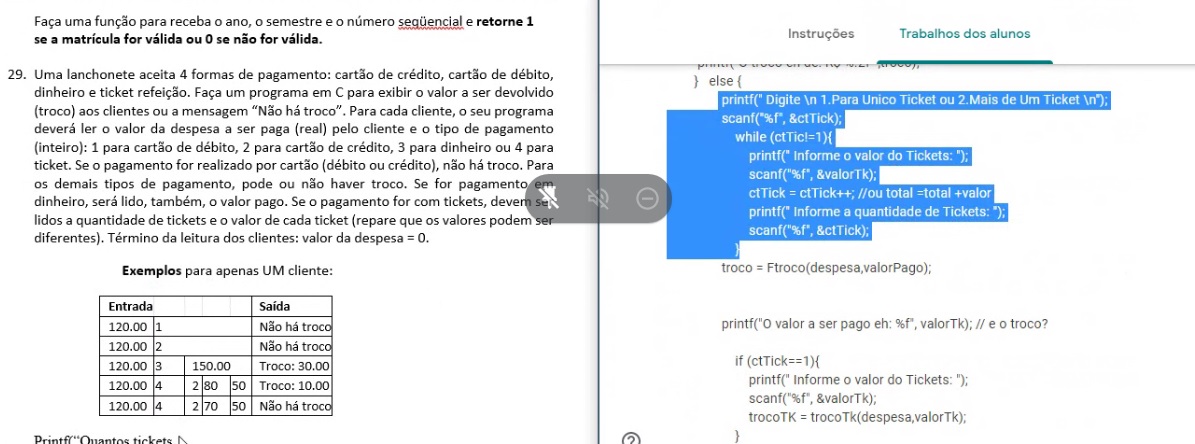 Faça uma função para receba o ano, o semestre e o número seqüencial e retorne 1
se a matrícula for válida ou 0 se não for válida.
29. Uma lanchonete aceita 4 formas de pagamento: cartão de crédito, cartão de débito,
dinheiro e ticket refeição. Faça um programa em C para exibir o valor a ser devolvido
(troco) aos clientes ou a mensagem “Não há troco”. Para cada cliente, o seu programa
deverá ler o valor da despesa a ser paga (real) pelo cliente e o tipo de pagamento
(inteiro): 1 para cartão de débito, 2 para cartão de crédito, 3 para dinheiro ou 4 para
ticket. Se o pagamento for realizado por cartão (débito ou crédito), não há troco. Para
os demais tipos de pagamento, pode ou não haver troco. Se for pagamento em
dinheiro, será lido, também, o valor pago. Se o pagamento for com tickets, devem
lidos a quantidade de tickets e o valor de cada ticket (repare que os valores podem ser
diferentes). Término da leitura dos clientes: valor da despesa = 0.
Exemplos para apenas UM cliente:
Entrada Saída
120.00 1 Não há troco
120.00 2 Não há troco
120.00 3 150.00 Troco: 30.00
120.00 4 2 80 50 Troco: 10.00
120.00 4 2 70 50 Não há troco
Printf(“Quantos tickets
Instruções Trabalhos dos alunos
} else {
printf(" Digite \n 1.Para Unico Ticket ou 2.Mais de Um Ticket \n");
scanf("%f", &ctTick);
while (ctTic!=1){
printf(" Informe o valor do Tickets: ");
scanf("%f", &valorTk);
ctTick = ctTick++; //ou total =total +valor
printf(" Informe a quantidade de Tickets: ");
scanf("%f", &ctTick);
}
troco = Ftroco(despesa,valorPago);
printf("O valor a ser pago eh: %f", valorTk); // e o troco?
if (ctTick==1){
printf(" Informe o valor do Tickets: ");
scanf("%f", &valorTk);
trocoTK = trocoTk(despesa,valorTk);
}